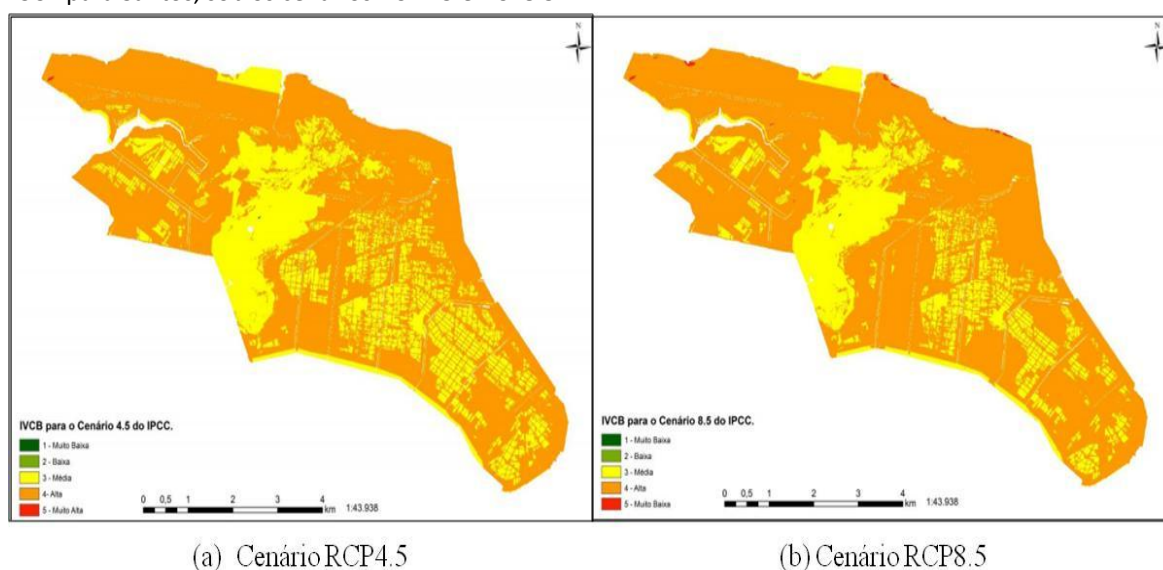 N
IVCB para o Cenário 4.5 do IPCC.
1 - Muito Baixa
2 - Baixa
3 - Média
4- Alta
5 - Muito Alta
0 0,5 1 2 3 4
km
1:43.938
N
IVCB para o Cenário 8.5 do IPCC.
1 - Muito Baixa
2 - Baixa
3 - Média
4 - Alta
5 - Muito Baixa
0 0,5 1 2 3 4
km
1:43.938
(a) Cenário RCP4.5
(b) Cenário RCP8.5